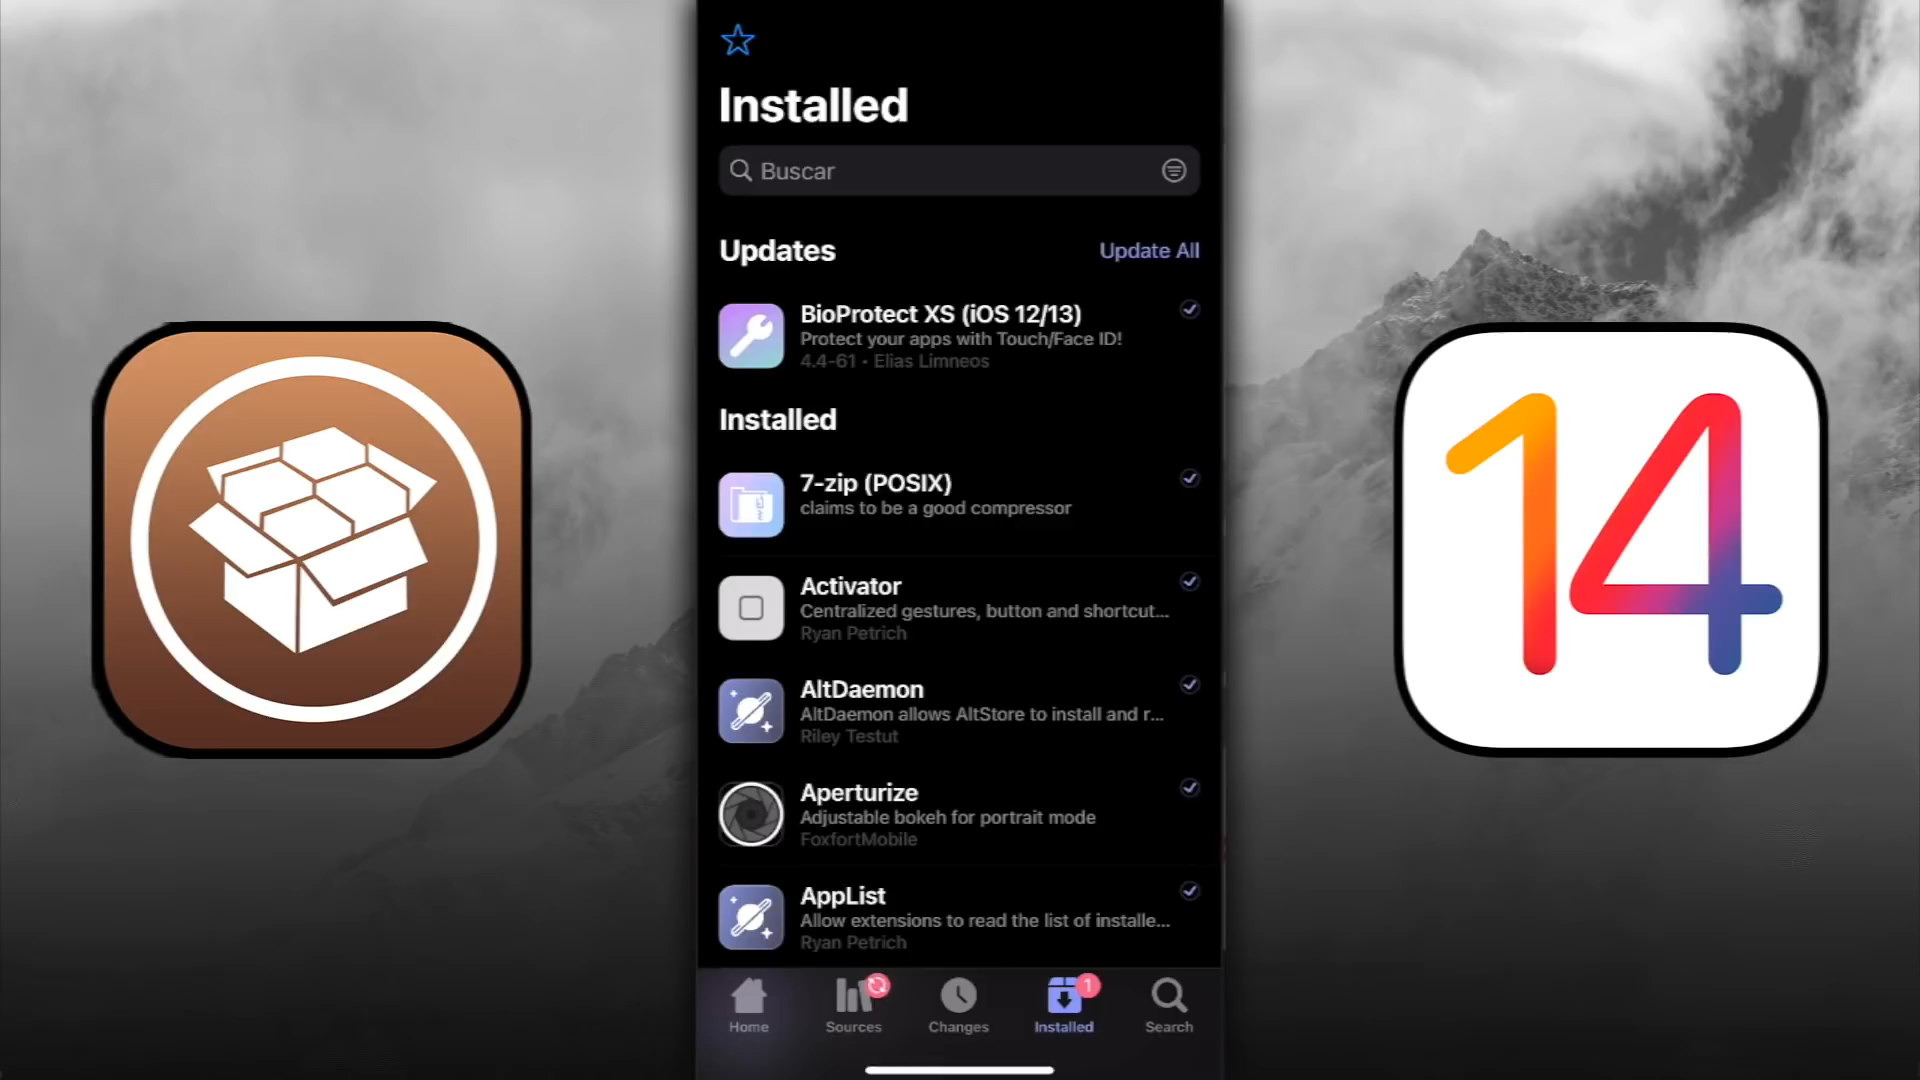 Installed
Buscar
Updates
Update All
BioProtect XS (iOS 12/13)
Protect your apps with Touch/Face ID!
4.4-61 • Elias Limneos
Installed
7-zip (POSIX)
claims to be a good compressor
Activator
Centralized gestures, button and shortcut...
Ryan Petrich
AltDaemon
AltDaemon allows AltStore to install and r...
Riley Testut
Aperturize
Adjustable bokeh for portrait mode
FoxfortMobile
AppList
Allow extensions to read the list of installe...
Ryan Petrich
1
Home
Sources
Changes
Installed
Search
14